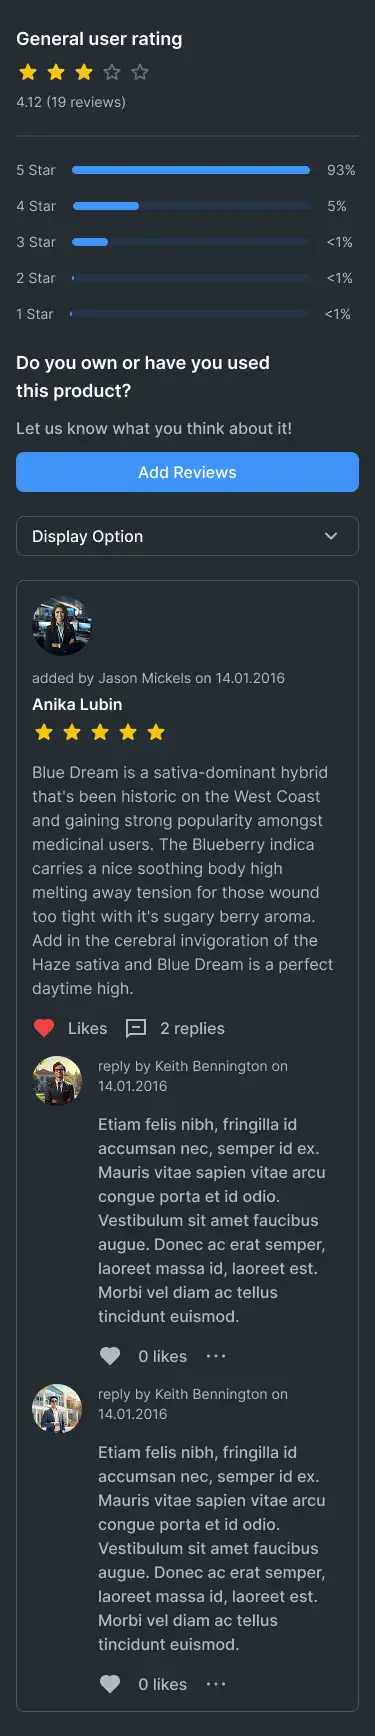 General user rating
4.12 (19 reviews)
5 Star 93%
4 Star 5%
3 Star <1%
2 Star <1%
1 Star <1%
Do you own or have you used
this product?
Let us know what you think about it!
Add Reviews
Display Option
added by Jason Mickels on 14.01.2016
Anika Lubin
Blue Dream is a sativa-dominant hybrid
that's been historic on the West Coast
and gaining strong popularity amongst
medicinal users. The Blueberry indica
carries a nice soothing body high
melting away tension for those wound
too tight with it's sugary berry aroma.
Add in the cerebral invigoration of the
Haze sativa and Blue Dream is a perfect
daytime high.
Likes 2 replies
reply by Keith Bennington on
14.01.2016
Etiam felis nibh, fringilla id
accumsan nec, semper id ex.
Mauris vitae sapien vitae arcu
congue porta et id odio.
Vestibulum sit amet faucibus
augue. Donec ac erat semper,
laoreet massa id, laoreet est.
Morbi vel diam ac tellus
tincidunt euismod.
0 likes
reply by Keith Bennington on
14.01.2016
Etiam felis nibh, fringilla id
accumsan nec, semper id ex.
Mauris vitae sapien vitae arcu
congue porta et id odio.
Vestibulum sit amet faucibus
augue. Donec ac erat semper,
laoreet massa id, laoreet est.
Morbi vel diam ac tellus
tincidunt euismod.
0 likes